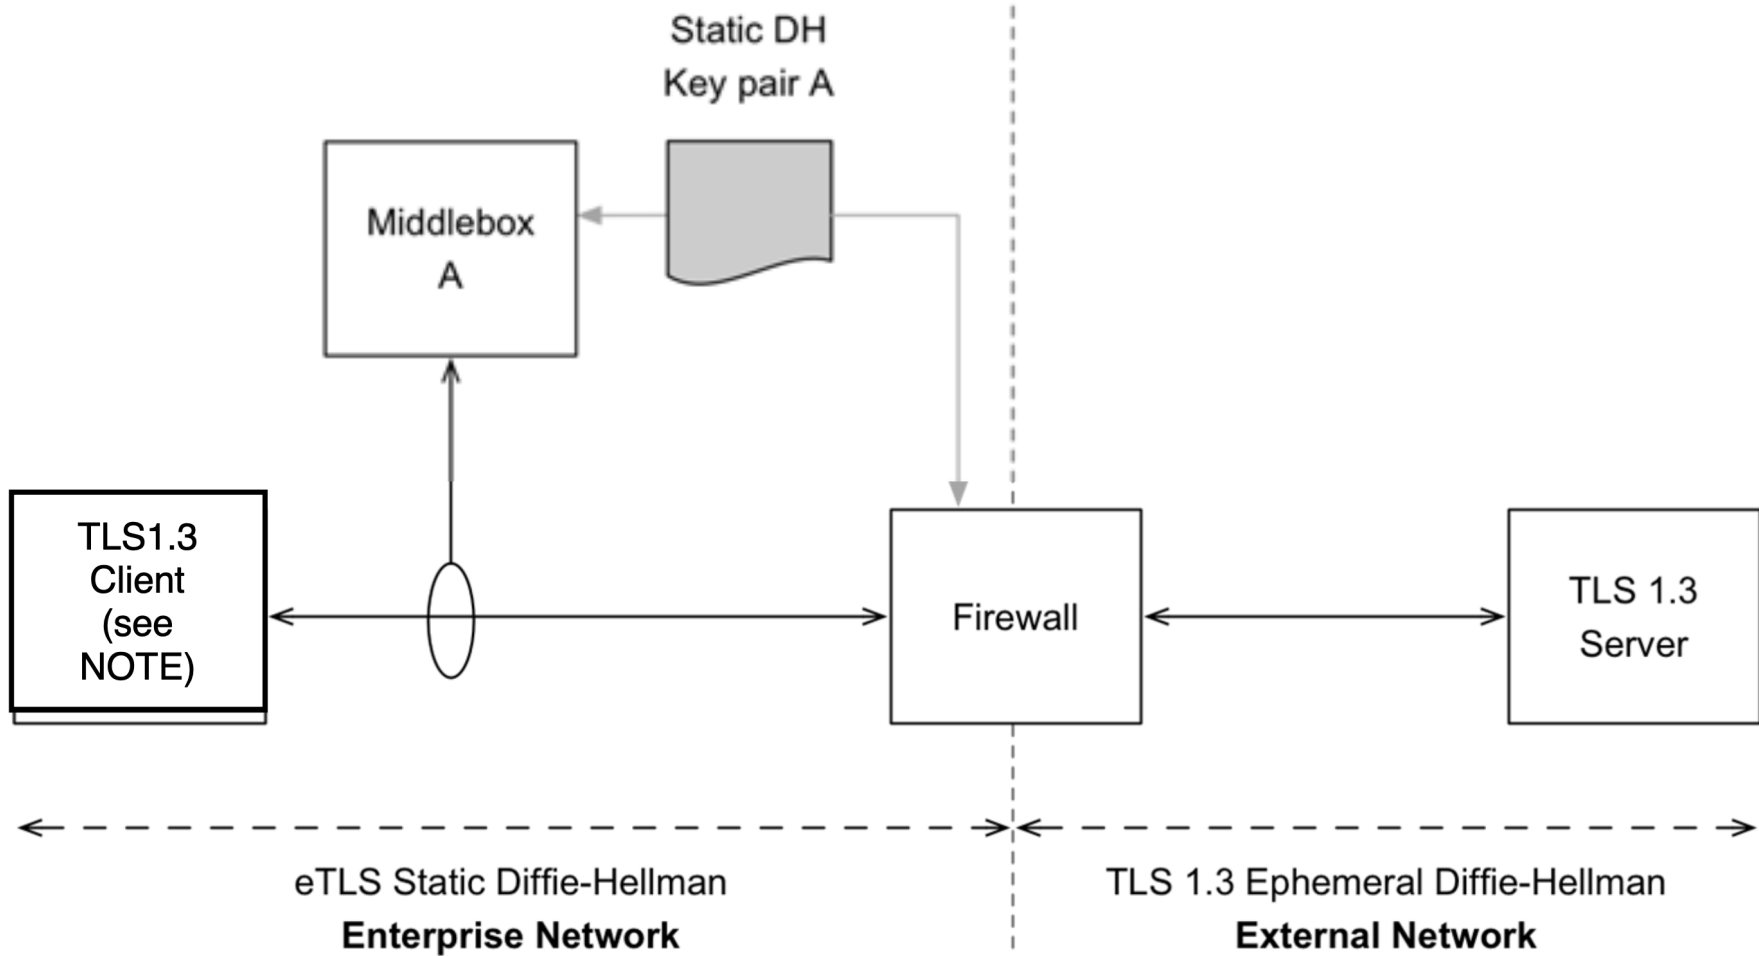 Static DH
Key pair A
Middlebox
A
TLS1.3
Client
(see
NOTE)
Firewall
TLS 1.3
Server
eTLS Static Diffie-Hellman
Enterprise Network
TLS 1.3 Ephemeral Diffie-Hellman
External Network